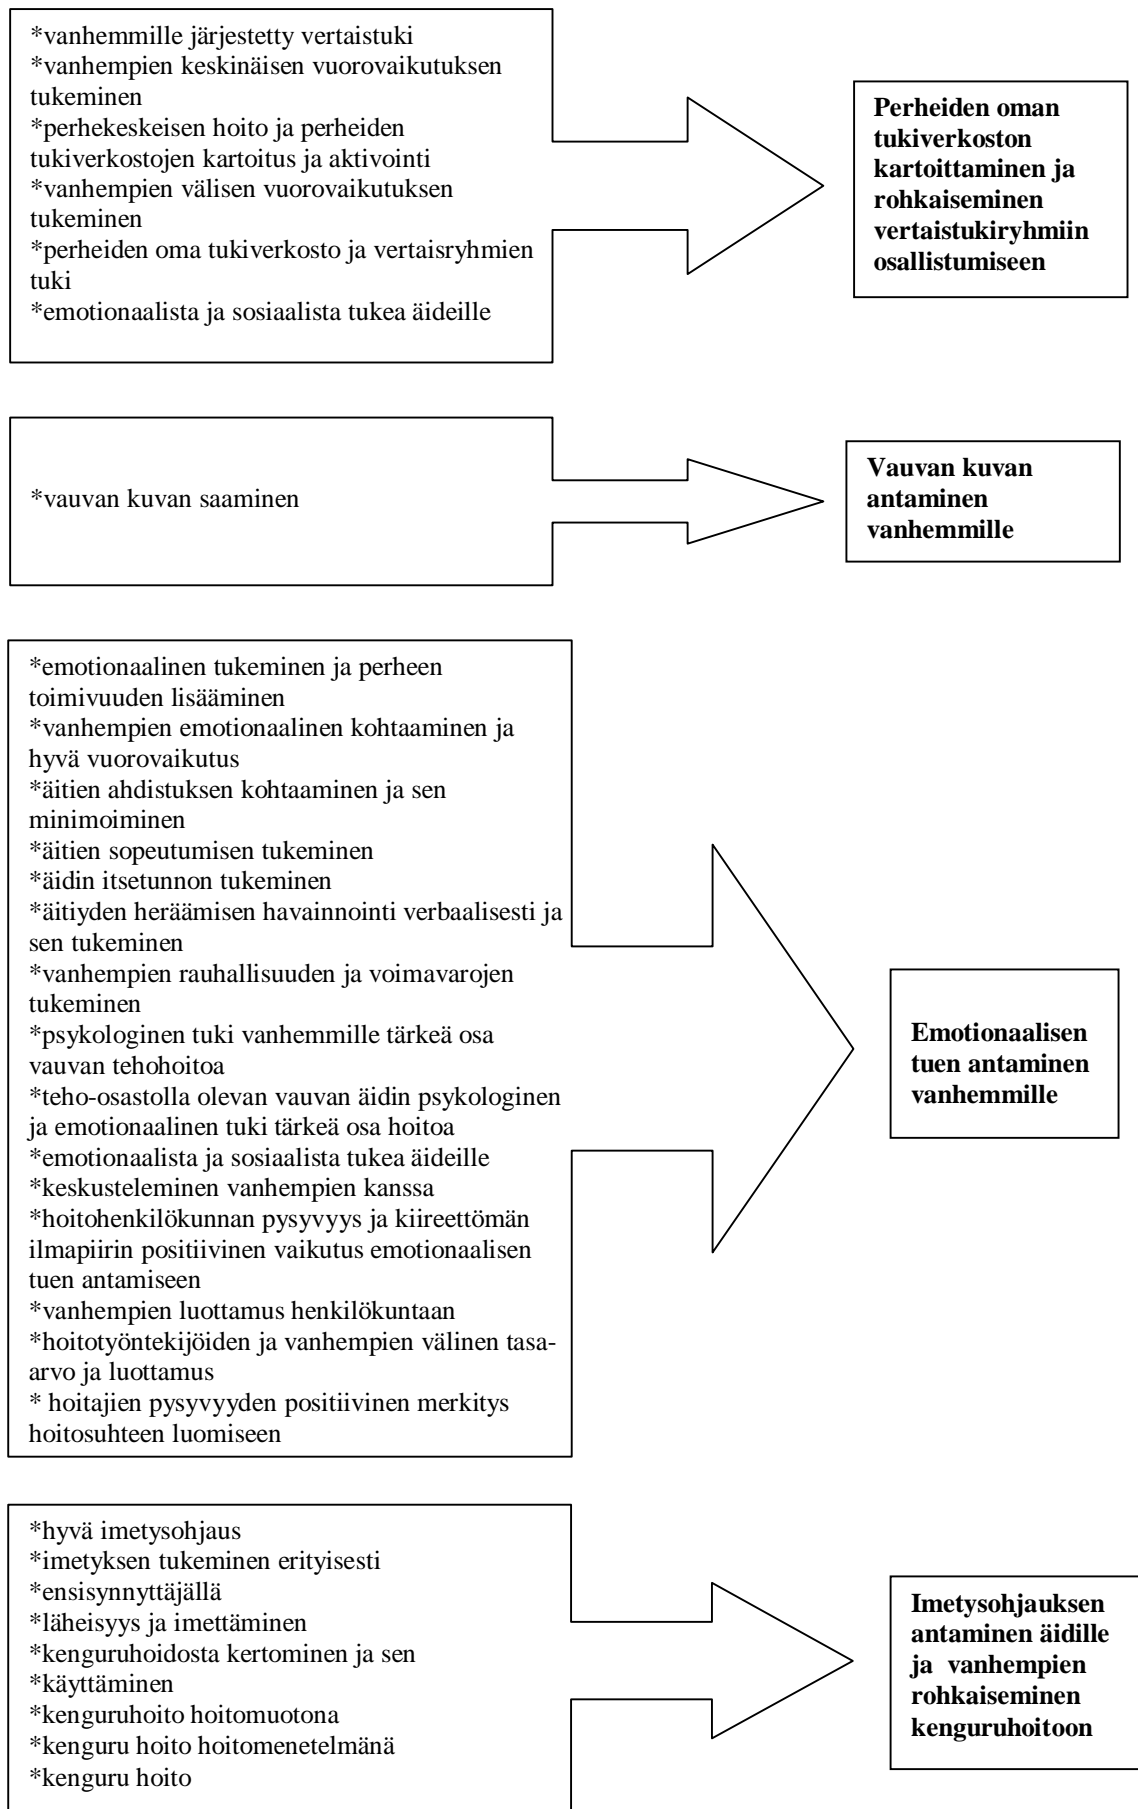 *vanhemmille järjestetty vertaistuki
*vanhempien keskinäisen vuorovaikutuksen
tukeminen
*perhekeskeisen hoito ja perheiden
tukiverkostojen kartoitus ja aktivointi
*vanhempien välisen vuorovaikutuksen
tukeminen
*perheiden oma tukiverkosto ja vertaisryhmien
tuki
*emotionaalista ja sosiaalista tukea äideille
Perheiden oman
tukiverkoston
kartoittaminen ja
rohkaiseminen
vertaistukiryhmiin
osallistumiseen
*vauvan kuvan saaminen
Vauvan kuvan
antaminen
vanhemmille
*emotionaalinen tukeminen ja perheen
toimivuuden lisääminen
*vanhempien emotionaalinen kohtaaminen ja
hyvä vuorovaikutus
*äitien ahdistuksen kohtaaminen ja sen
minimoiminen
*äitien sopeutumisen tukeminen
*äidin itsetunnon tukeminen
*äitiyden heräämisen havainnointi verbaalisesti ja
sen tukeminen
*vanhempien rauhallisuuden ja voimavarojen
tukeminen
*psykologinen tuki vanhemmille tärkeä osa
vauvan tehohoitoa
*teho-osastolla olevan vauvan äidin psykologinen
ja emotionaalinen tuki tärkeä osa hoitoa
*emotionaalista ja sosiaalista tukea äideille
*keskusteleminen vanhempien kanssa
*hoitohenkilökunnan pysyvyys ja kiireettömän
ilmapiirin positiivinen vaikutus emotionaalisen
tuen antamiseen
*vanhempien luottamus henkilökuntaan
*hoitotyöntekijöiden ja vanhempien välinen tasa-
arvo ja luottamus
* hoitajien pysyvyyden positiivinen merkitys
hoitosuhteen luomiseen
Emotionaalisen
tuen antaminen
vanhemmille
*hyvä imetysohjaus
*imetyksen tukeminen erityisesti
*ensisynnyttäjällä
*läheisyys ja imettäminen
*kenguruhoidosta kertominen ja sen
*käyttäminen
*kenguruhoito hoitomuotona
*kenguru hoito hoitomenetelmänä
*kenguru hoito
Imetysohjauksen
antaminen äidille
ja  vanhempien
rohkaiseminen
kenguruhoitoon